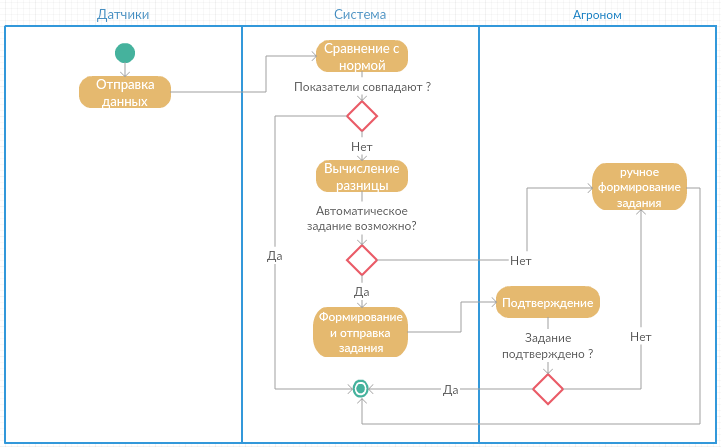 Датчики
Система
Агроном
Отправка
данных
Сравнение с
нормой
Показатели совпадают ?
Нет
Вычисление
разницы
Автоматическое
задание возможно?
Да
Нет
Да
Формирование
и отправка
задания
ручное
формирование
задания
Подтверждение
Задание
подтверждено ?
Нет
Да